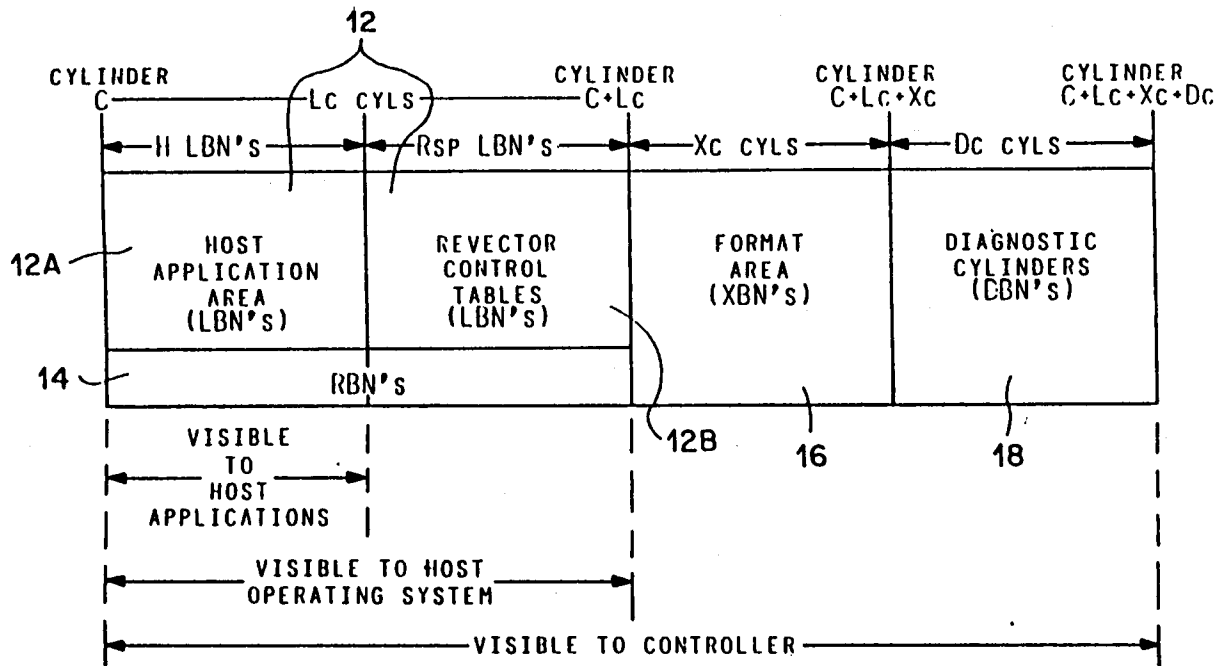 12
CYLINDER
C
Lc CYLS
CYLINDER
C+Lc
CYLINDER
C+Lc+Xc
CYLINDER
C+Lc+Xc+Dc
H LBN's
Rsp LBN's
Xc CYLS
Dc CYLS
12A
HOST
APPLICATION
AREA
(LBN's)
REVECTOR
CONTROL
TABLES
(LBN's)
FORMAT
AREA
(XBN's)
DIAGNOSTIC
CYLINDERS
(DBN's)
14
RBN's
12B
16
18
VISIBLE
TO
HOST
APPLICATIONS
VISIBLE TO HOST
OPERATING SYSTEM
VISIBLE TO CONTROLLER